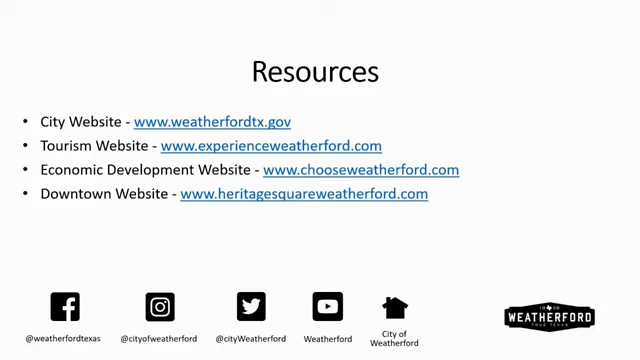 Resources
• City Website - www.weatherfordtx.gov
• Tourism Website - www.experienceweatherford.com
• Economic Development Website - www.chooseweatherford.com
• Downtown Website - www.heritagesquareweatherford.com
@weatherfordtexas
@cityofweatherford
@cityWeatherford
Weatherford
City of
Weatherford
WEATHERFORD
TRUE TEXAS